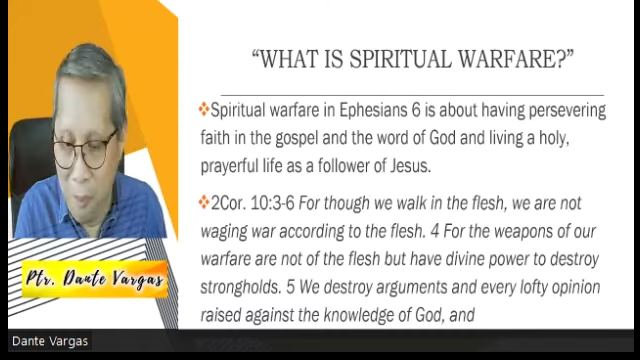 “WHAT IS SPIRITUAL WARFARE?”
❖Spiritual warfare in Ephesians 6 is about having persevering
faith in the gospel and the word of God and living a holy,
prayerful life as a follower of Jesus.
❖2Cor. 10:3-6 For though we walk in the flesh, we are not
waging war according to the flesh. 4 For the weapons of our
warfare are not of the flesh but have divine power to destroy
strongholds. 5 We destroy arguments and every lofty opinion
raised against the knowledge of God, and
Ptr. Dante Vargas
Dante Vargas